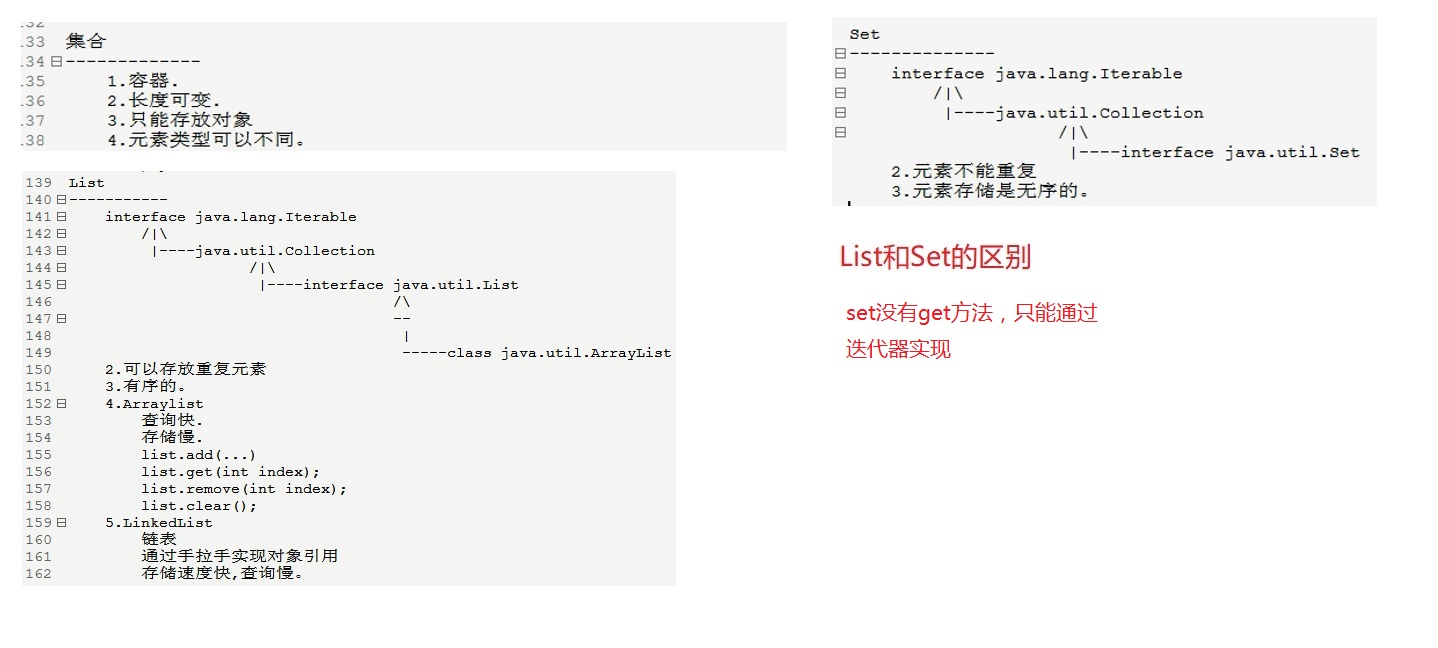 133 集合
134 --------------
135 1.容器.
136 2.长度可变.
137 3.只能存放对象
138 4.元素类型可以不同。
139 List
140 -----------
141 interface java.lang.Iterable
142 /|\
143 |----java.util.Collection
144 /|\
145 |----interface java.util.List
146 /\
147 --
148 |
149 -----class java.util.ArrayList
150 2.可以存放重复元素
151 3.有序的。
152 4.Arraylist
153 查询快.
154 存储慢.
155 list.add(...)
156 list.get(int index);
157 list.remove(int index);
158 list.clear();
159 5.LinkedList
160 链表
161 通过手拉手实现对象引用
162 存储速度快,查询慢。
Set
--------------
interface java.lang.Iterable
/|\
|----java.util.Collection
/|\
|----interface java.util.Set
2.元素不能重复
3.元素存储是无序的。
List和Set的区别
set没有get方法，只能通过
迭代器实现